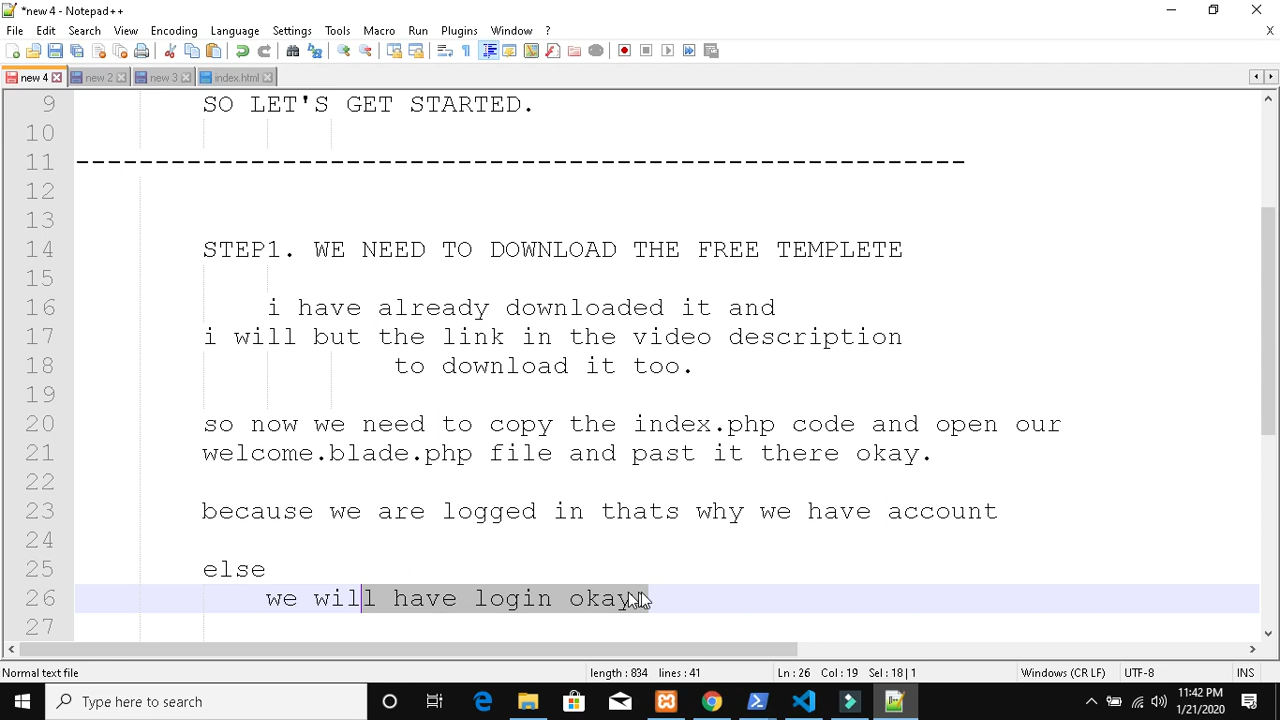 *new 4 - Notepad++
File Edit Search View Encoding Language Settings Tools Macro Run Plugins Window ?
X
new 4 new 2 new 3 index.html
9 SO LET'S GET STARTED.
10
11 --------------------------------------------------------
12
13
14 STEP1. WE NEED TO DOWNLOAD THE FREE TEMPLETE
15
16 i have already downloaded it and
17 i will but the link in the video description
18 to download it too.
19
20 so now we need to copy the index.php code and open our
21 welcome.blade.php file and past it there okay.
22
23 because we are logged in thats why we have account
24
25 else
26 we will have login okay
27
Normal text file length : 834 lines : 41 Ln : 26 Col : 19 Sel : 18 | 1 Windows (CR LF) UTF-8 INS
Type here to search
11:42 PM
1/21/2020